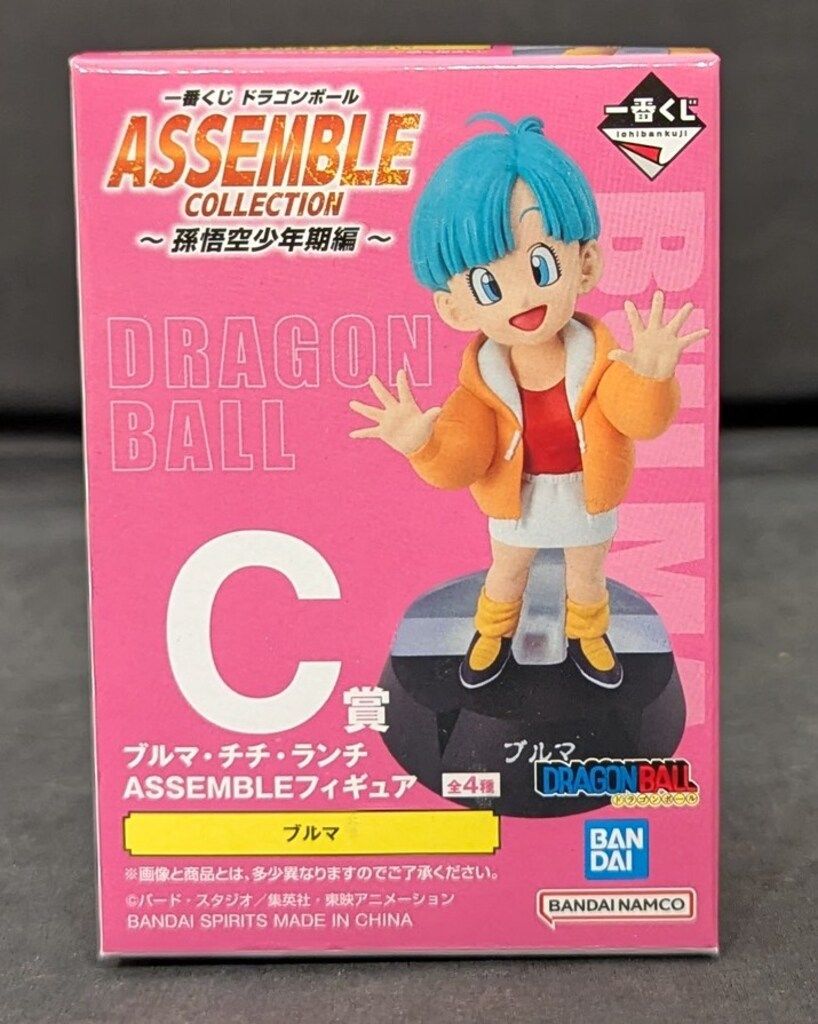 一番くじ ドラゴンボール
ASSEMBLE
COLLECTION
～ 孫悟空少年期編 ～
一番くじ
ichibankuji
BULMA
DRAGON
BALL
C賞
ブルマ・チチ・ランチ
ASSEMBLEフィギュア
全4種
ブルマ
ブルマ
DRAGONBALL
ドラゴンボール
※画像と商品とは、多少異なりますのでご了承ください。
©バード・スタジオ／集英社・東映アニメーション
BANDAI SPIRITS MADE IN CHINA
BAN
DAI
BANDAI NAMCO